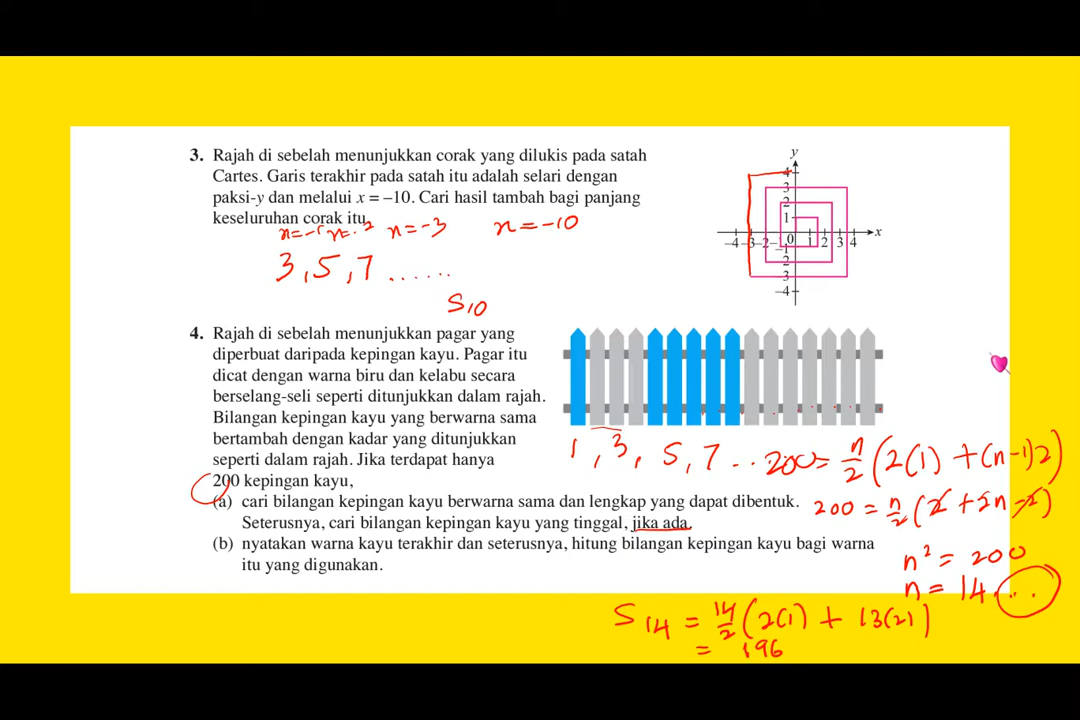 3. Rajah di sebelah menunjukkan corak yang dilukis pada satah
Cartes. Garis terakhir pada satah itu adalah selari dengan
paksi-y dan melalui x = –10. Cari hasil tambah bagi panjang
keseluruhan corak itu.
n=-1 n=-2 n=-3 n=-10
3, 5, 7 ......
S10
y
4
3
2
1
–4 –3 –2 –1 0 1 2 3 4 x
–1
–2
–3
–4
4. Rajah di sebelah menunjukkan pagar yang
diperbuat daripada kepingan kayu. Pagar itu
dicat dengan warna biru dan kelabu secara
berselang-seli seperti ditunjukkan dalam rajah.
Bilangan kepingan kayu yang berwarna sama
bertambah dengan kadar yang ditunjukkan
seperti dalam rajah. Jika terdapat hanya
200 kepingan kayu,
(a) cari bilangan kepingan kayu berwarna sama dan lengkap yang dapat dibentuk.
Seterusnya, cari bilangan kepingan kayu yang tinggal, jika ada.
(b) nyatakan warna kayu terakhir dan seterusnya, hitung bilangan kepingan kayu bagi warna
itu yang digunakan.
1, 3, 5, 7 ... 200 = n/2 (2(1) + (n-1)2)
200 = n/2 (2 + 2n - 2)
n² = 200
n = 14. ...
S14 = 14/2 (2(1) + 13(2))
= 196